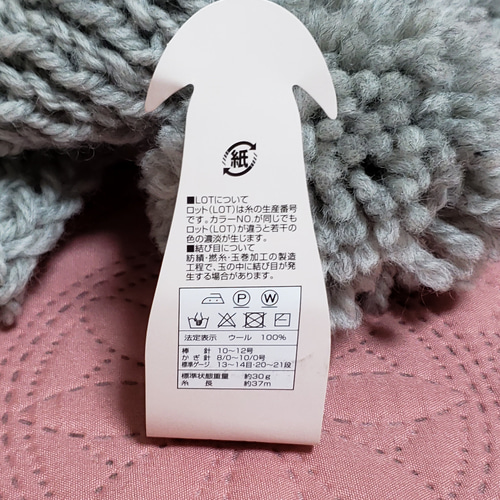 紙
■LOTについて
ロット(LOT)は糸の生産番号
です。カラーNO.が同じでも
ロット(LOT)が違うと若干の
色の濃淡が生じます。
■結び目について
紡績・撚糸・玉巻加工の製造
工程で、玉の中に結び目が発
生する場合があります。
P W
法定表示 ウール 100%
棒針 10〜12号
かぎ針 8/0〜10/0号
標準ゲージ 13〜14目・20〜21段
標準状態重量 約30g
糸長 約37m